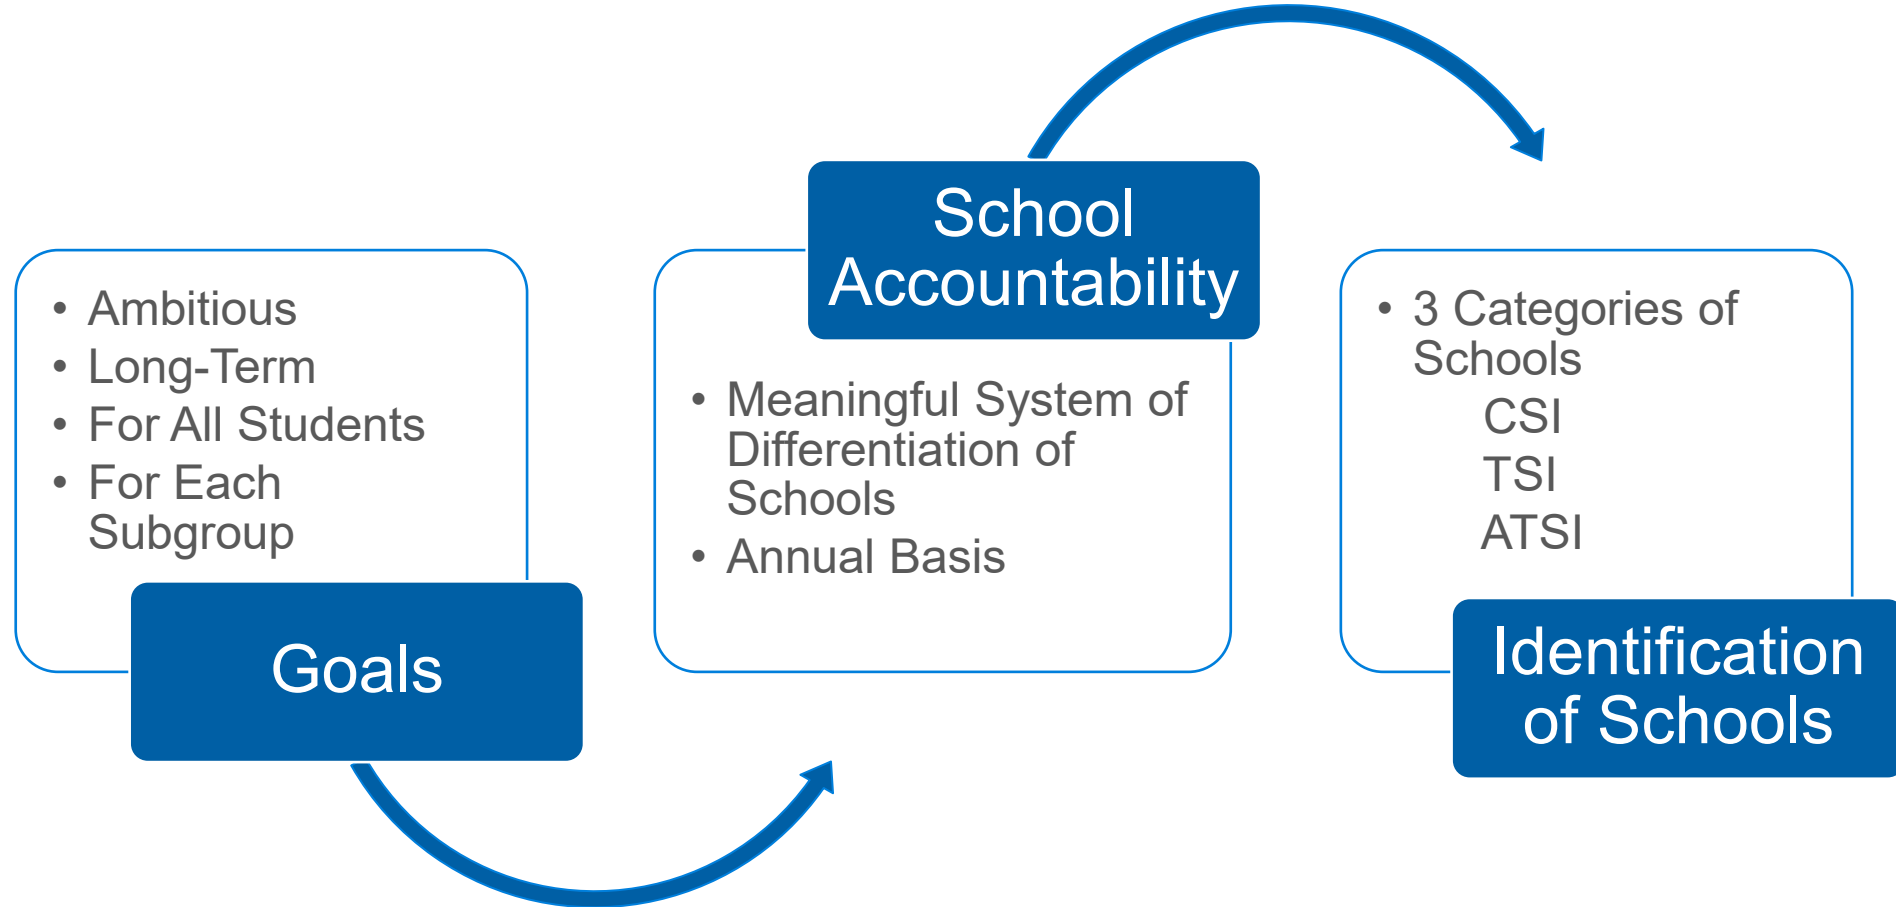 • Ambitious
• Long-Term
• For All Students
• For Each
Subgroup
Goals
School
Accountability
• Meaningful System of
Differentiation of
Schools
• Annual Basis
• 3 Categories of
Schools
CSI
TSI
ATSI
Identification
of Schools